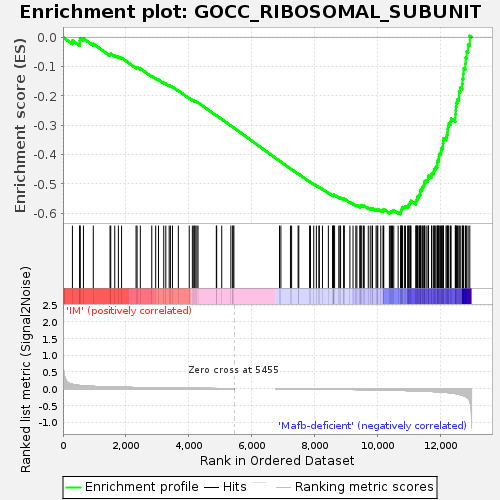 Enrichment plot: GOCC_RIBOSOMAL_SUBUNIT
Enrichment score (ES)
0.0
-0.1
-0.2
-0.3
-0.4
-0.5
-0.6
Ranked list metric (Signal2Noise)
2.5
2.0
1.5
1.0
0.5
0.0
-0.5
-1.0
'IM' (positively correlated)
Zero cross at 5455
'Mafb-deficient' (negatively correlated)
0
2,000
4,000
6,000
8,000
10,000
12,000
Rank in Ordered Dataset
Enrichment profile
Hits
Ranking metric scores